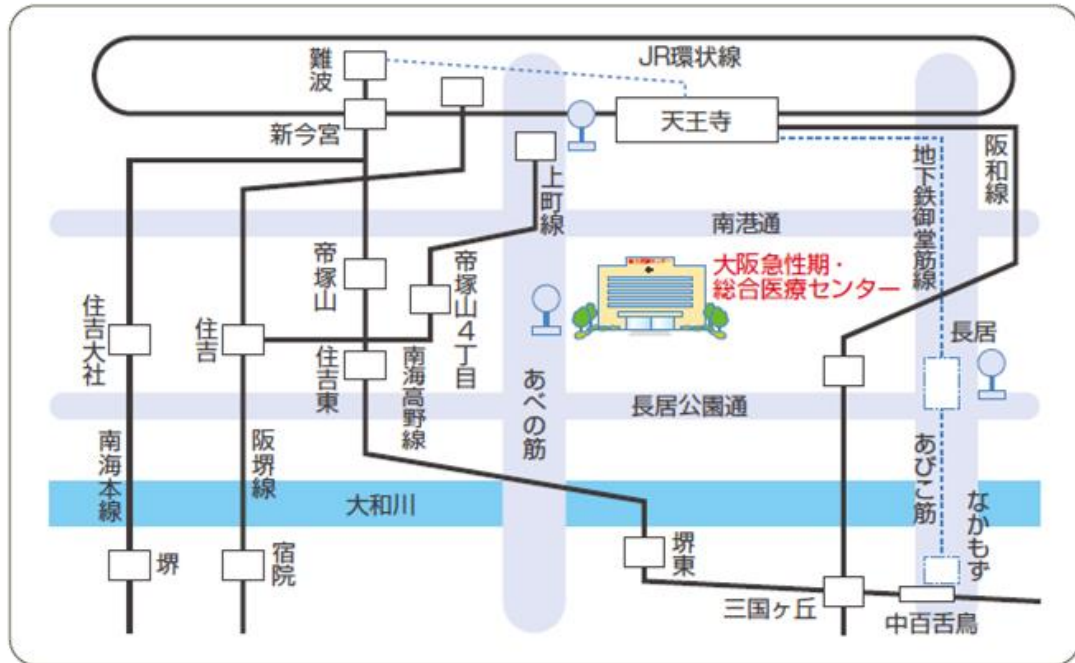 JR環状線
難波
新今宮
天王寺
上町線
地下鉄御堂筋線
阪和線
南港通
帝塚山
帝塚山4丁目
大阪急性期・
総合医療センター
住吉大社
住吉
住吉東
南海高野線
長居
あべの筋
長居公園通
南海本線
阪堺線
あびこ筋
大和川
なかもず
堺
宿院
堺東
三国ヶ丘
中百舌鳥